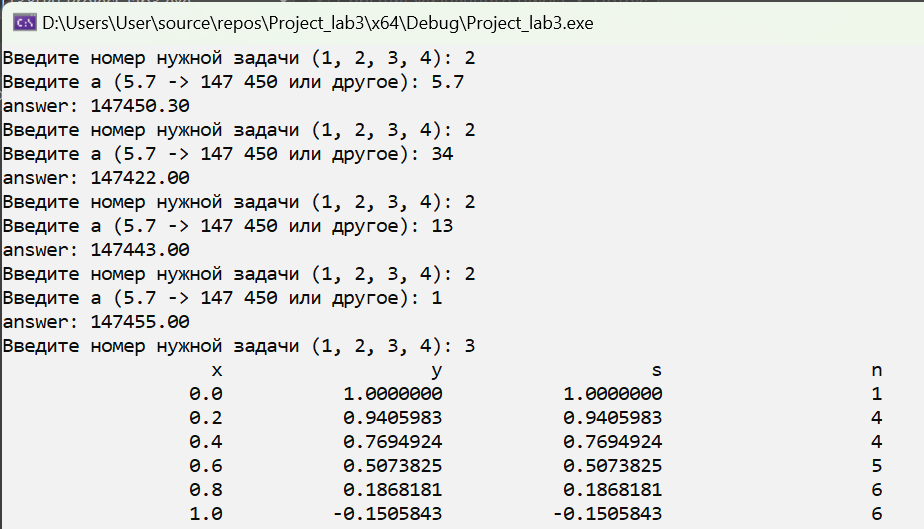 D:\Users\User\source\repos\Project_lab3\x64\Debug\Project_lab3.exe
Введите номер нужной задачи (1, 2, 3, 4): 2
Введите a (5.7 -> 147 450 или другое): 5.7
answer: 147450.30
Введите номер нужной задачи (1, 2, 3, 4): 2
Введите a (5.7 -> 147 450 или другое): 34
answer: 147422.00
Введите номер нужной задачи (1, 2, 3, 4): 2
Введите a (5.7 -> 147 450 или другое): 13
answer: 147443.00
Введите номер нужной задачи (1, 2, 3, 4): 2
Введите a (5.7 -> 147 450 или другое): 1
answer: 147455.00
Введите номер нужной задачи (1, 2, 3, 4): 3
x y s n
0.0 1.0000000 1.0000000 1
0.2 0.9405983 0.9405983 4
0.4 0.7694924 0.7694924 4
0.6 0.5073825 0.5073825 5
0.8 0.1868181 0.1868181 6
1.0 -0.1505843 -0.1505843 6